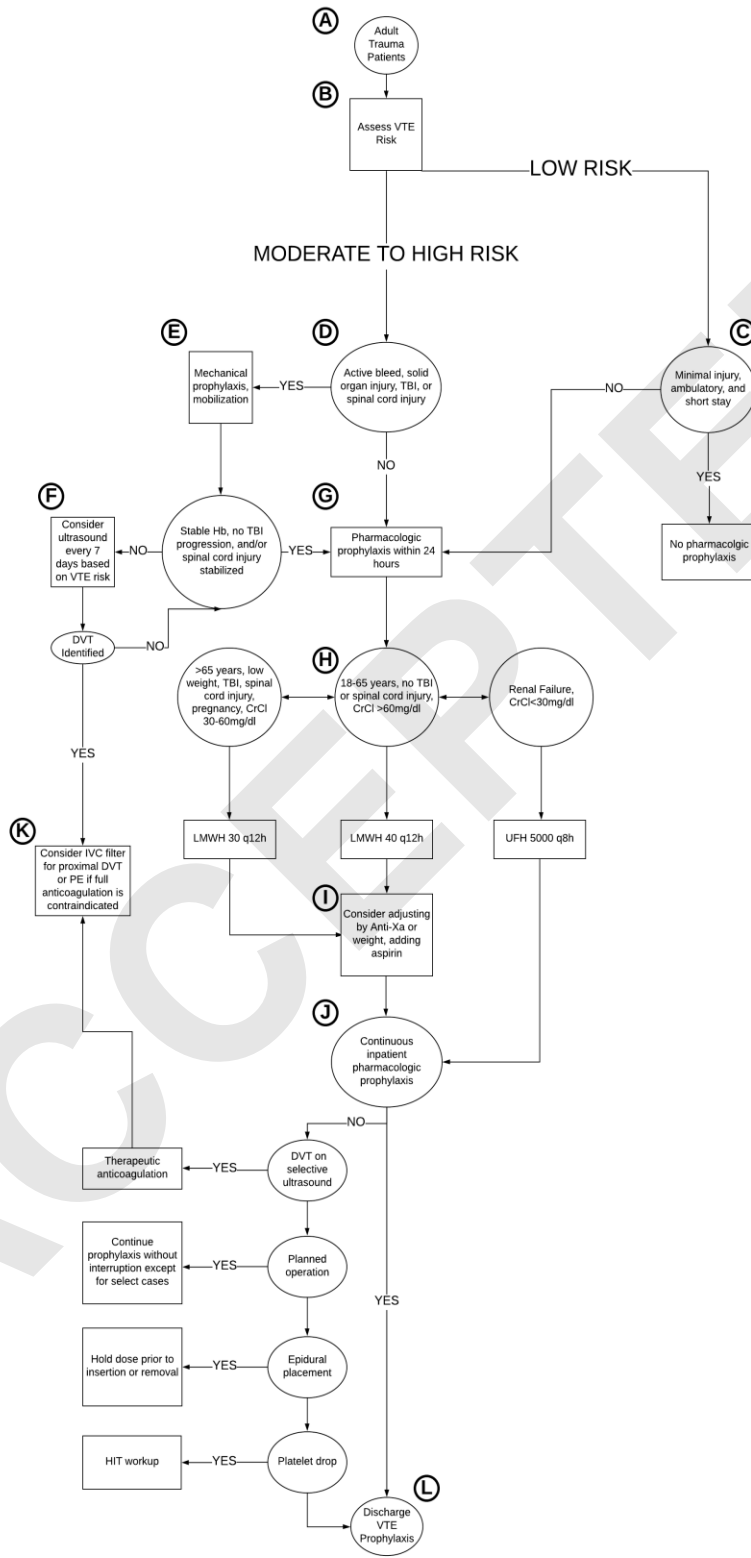 A
Adult
Trauma
Patients
B
Assess VTE
Risk
LOW RISK
MODERATE TO HIGH RISK
E
D
C
Mechanical
prophylaxis,
mobilization
YES
Active bleed, solid
organ injury, TBI, or
spinal cord injury
NO
Minimal injury,
ambulatory, and
short stay
NO
YES
F
G
Consider
ultrasound
every 7
days based
on VTE risk
NO
Stable Hb, no TBI
progression, and/or
spinal cord injury
stabilized
YES
Pharmacologic
prophylaxis within 24
hours
No pharmacolgic
prophylaxis
DVT
Identified
NO
H
>65 years, low
weight, TBI, spinal
cord injury,
pregnancy, CrCl
30-60mg/dl
18-65 years, no TBI
or spinal cord injury,
CrCl >60mg/dl
Renal Failure,
CrCl<30mg/dl
YES
K
LMWH 30 q12h
LMWH 40 q12h
UFH 5000 q8h
Consider IVC filter
for proximal DVT
or PE if full
anticoagulation is
contraindicated
I
Consider adjusting
by Anti-Xa or
weight, adding
aspirin
J
Continuous
inpatient
pharmacologic
prophylaxis
NO
Therapeutic
anticoagulation
YES
DVT on
selective
ultrasound
Continue
prophylaxis without
interruption except
for select cases
YES
Planned
operation
YES
Hold dose prior to
insertion or removal
YES
Epidural
placement
HIT workup
YES
Platelet drop
L
Discharge
VTE
Prophylaxis
ACCEPTE